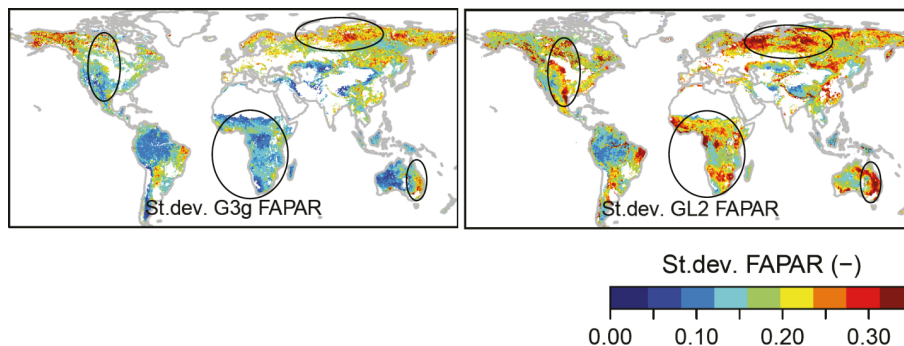 St.dev. G3g FAPAR
St.dev. GL2 FAPAR
St.dev. FAPAR (−)
0.00 0.10 0.20 0.30